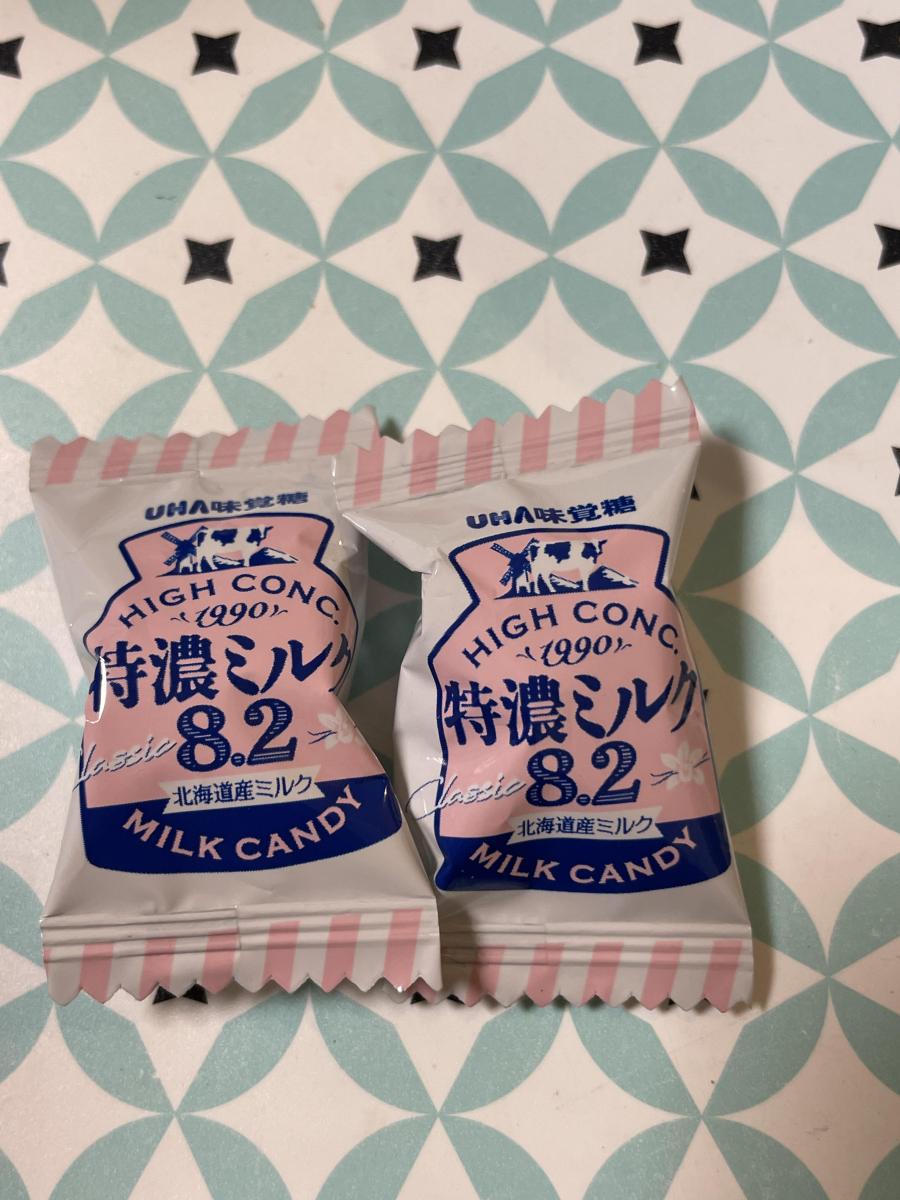 UHA味覚糖
HIGH CONC.
1990
特濃ミルク
8.2
Classic
北海道産ミルク
MILK CANDY
UHA味覚糖
HIGH CONC.
1990
特濃ミルク
8.2
Classic
北海道産ミルク
MILK CANDY